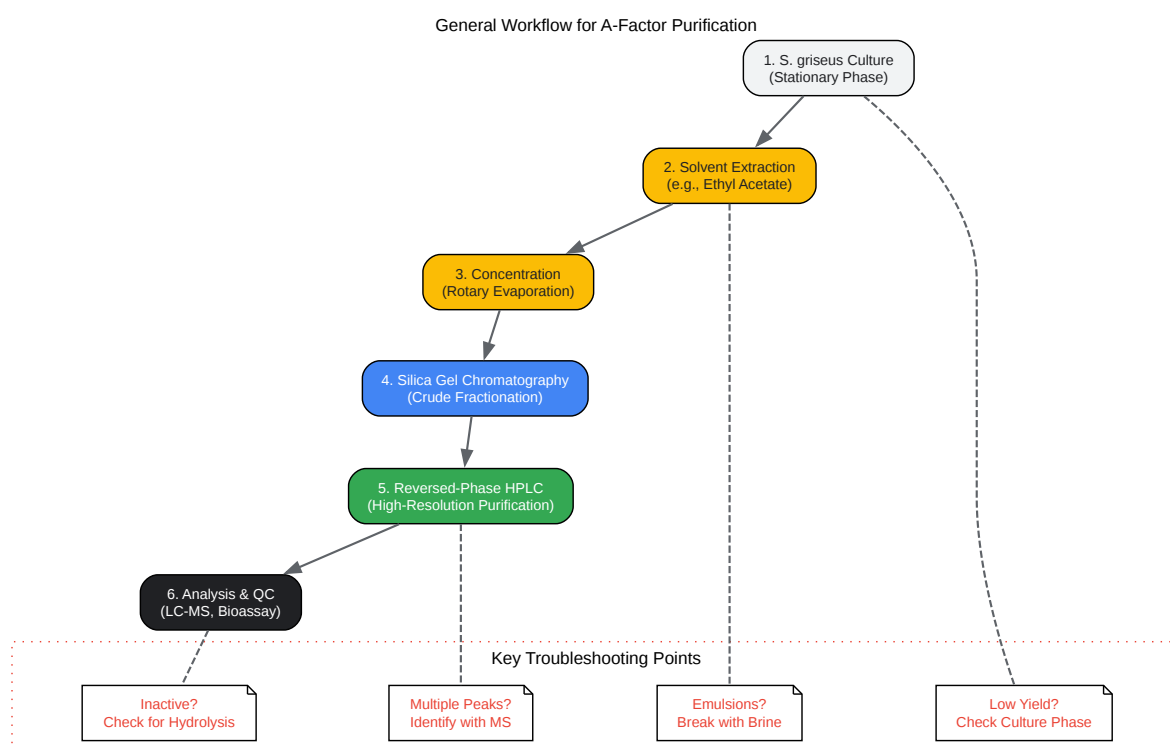 General Workflow for A-Factor Purification
1. S. griseus Culture
(Stationary Phase)
2. Solvent Extraction
(e.g., Ethyl Acetate)
3. Concentration
(Rotary Evaporation)
4. Silica Gel Chromatography
(Crude Fractionation)
5. Reversed-Phase HPLC
(High-Resolution Purification)
6. Analysis & QC
(LC-MS, Bioassay)
Key Troubleshooting Points
Inactive?
Check for Hydrolysis
Multiple Peaks?
Identify with MS
Emulsions?
Break with Brine
Low Yield?
Check Culture Phase